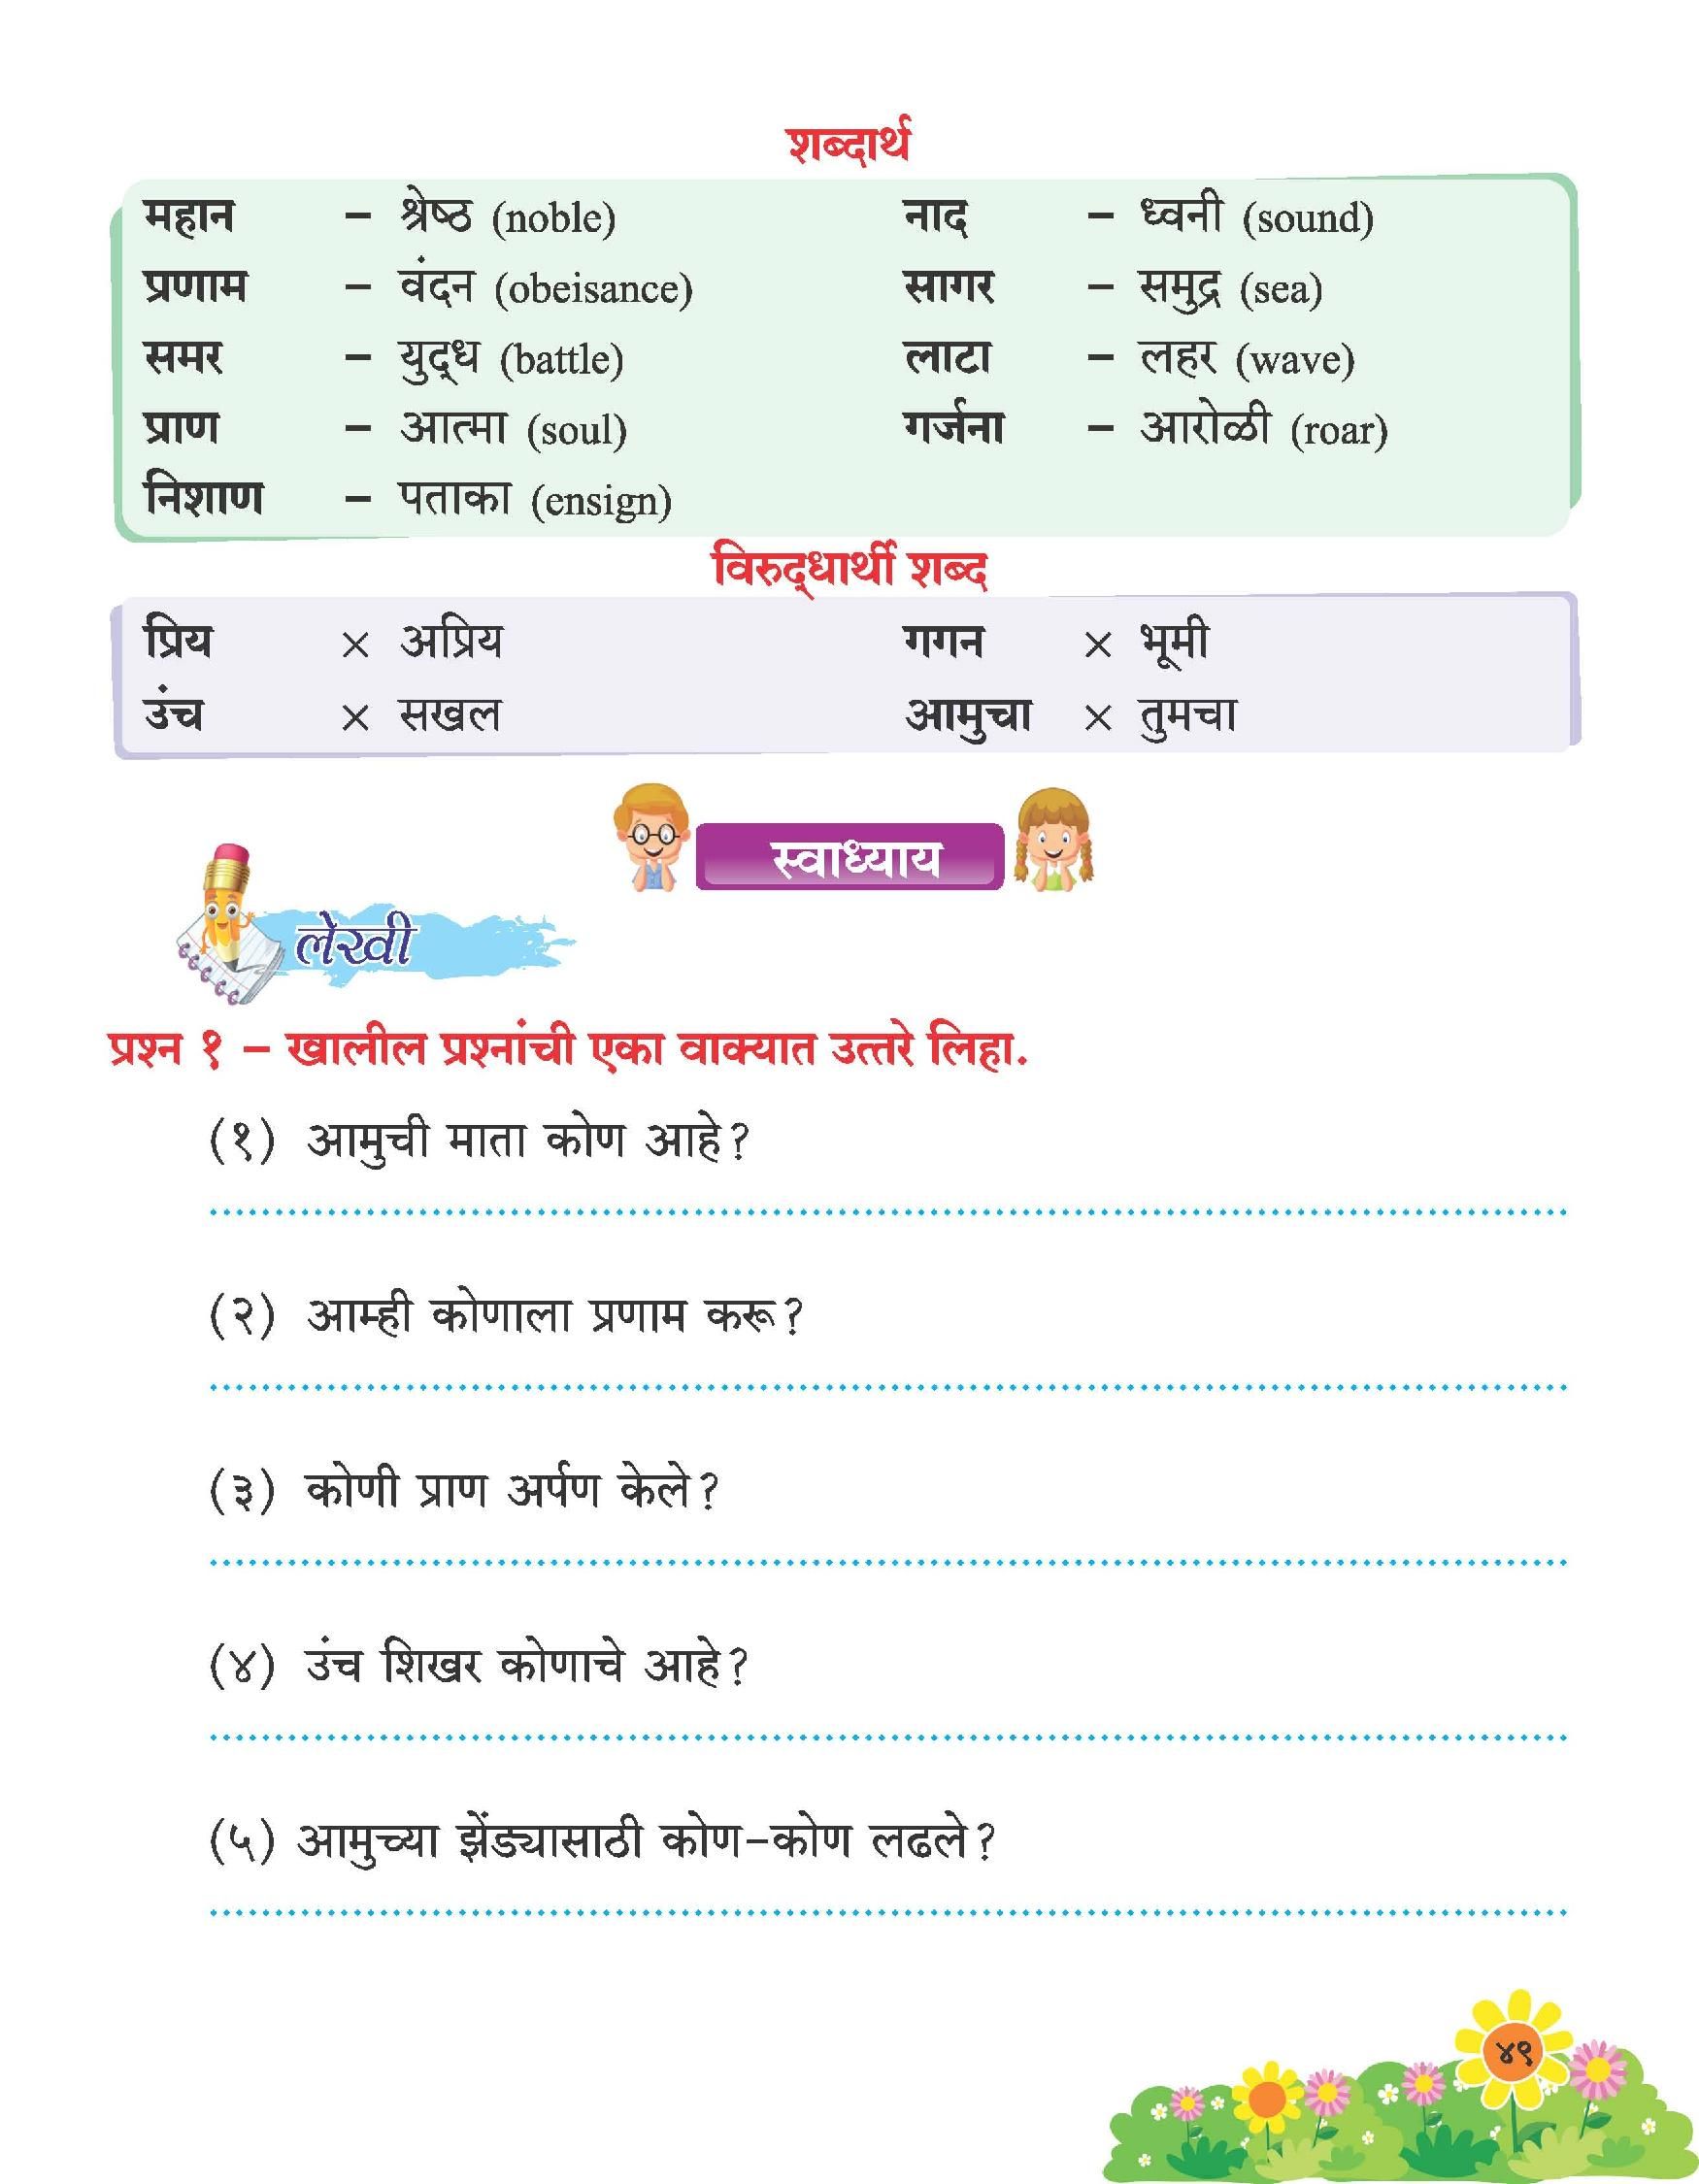 शब्दार्थ
महान – श्रेष्ठ (noble) नाद – ध्वनी (sound)
प्रणाम – वंदन (obeisance) सागर – समुद्र (sea)
समर – युद्‌ध (battle) लाटा – लहर (wave)
प्राण – आत्मा (soul) गर्जना – आरोळी (roar)
निशाण – पताका (ensign)
विरुद्‌धार्थी शब्द
प्रिय × अप्रिय गगन × भूमी
उंच × सखल आमुचा × तुमचा
स्वाध्याय
लेखी
प्रश्न १ – खालील प्रश्नांची एका वाक्यात उत्तरे लिहा.
(१) आमुची माता कोण आहे?
(२) आम्ही कोणाला प्रणाम करू?
(३) कोणी प्राण अर्पण केले?
(४) उंच शिखर कोणाचे आहे?
(५) आमुच्या झेंड्यासाठी कोण-कोण लढले?
४९